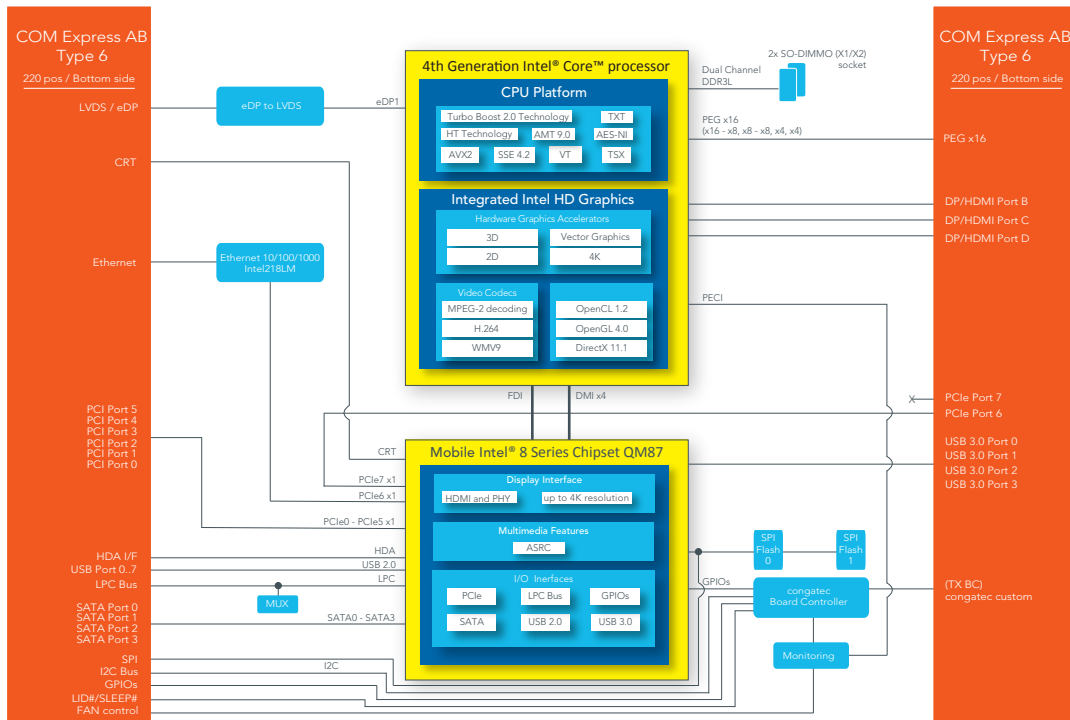 COM Express AB
Type 6
220 pos / Bottom side
LVDS / eDP
CRT
Ethernet
PCI Port 5
PCI Port 4
PCI Port 3
PCI Port 2
PCI Port 1
PCI Port 0
HDA I/F
USB Port 0..7
LPC Bus
SATA Port 0
SATA Port 1
SATA Port 2
SATA Port 3
SPI
I2C Bus
GPIOs
LID#/SLEEP#
FAN control
eDP to LVDS
eDP1
Ethernet 10/100/1000
Intel218LM
4th Generation Intel® Core™ processor
CPU Platform
Turbo Boost 2.0 Technology
TXT
HT Technology
AMT 9.0
AES-NI
AVX2
SSE 4.2
VT
TSX
Integrated Intel HD Graphics
Hardware Graphics Accelerators
3D
Vector Graphics
2D
4K
Video Codecs
MPEG-2 decoding
H.264
WMV9
OpenCL 1.2
OpenGL 4.0
DirectX 11.1
FDI
DMI x4
CRT
PCIe7 x1
PCIe6 x1
PCIe0 - PCIe5 x1
HDA
USB 2.0
LPC
MUX
SATA0 - SATA3
I2C
Mobile Intel® 8 Series Chipset QM87
Display Interface
HDMI and PHY
up to 4K resolution
Multimedia Features
ASRC
I/O Inerfaces
PCIe
LPC Bus
GPIOs
SATA
USB 2.0
USB 3.0
Dual Channel
DDR3L
2x SO-DIMMO (X1/X2)
socket
PEG x16
(x16 - x8, x8 - x8, x4, x4)
PECI
SPI
Flash
0
SPI
Flash
1
GPIOs
congatec
Board Controller
Monitoring
X
COM Express AB
Type 6
220 pos / Bottom side
PEG x16
DP/HDMI Port B
DP/HDMI Port C
DP/HDMI Port D
PCIe Port 7
PCIe Port 6
USB 3.0 Port 0
USB 3.0 Port 1
USB 3.0 Port 2
USB 3.0 Port 3
(TX BC)
congatec custom